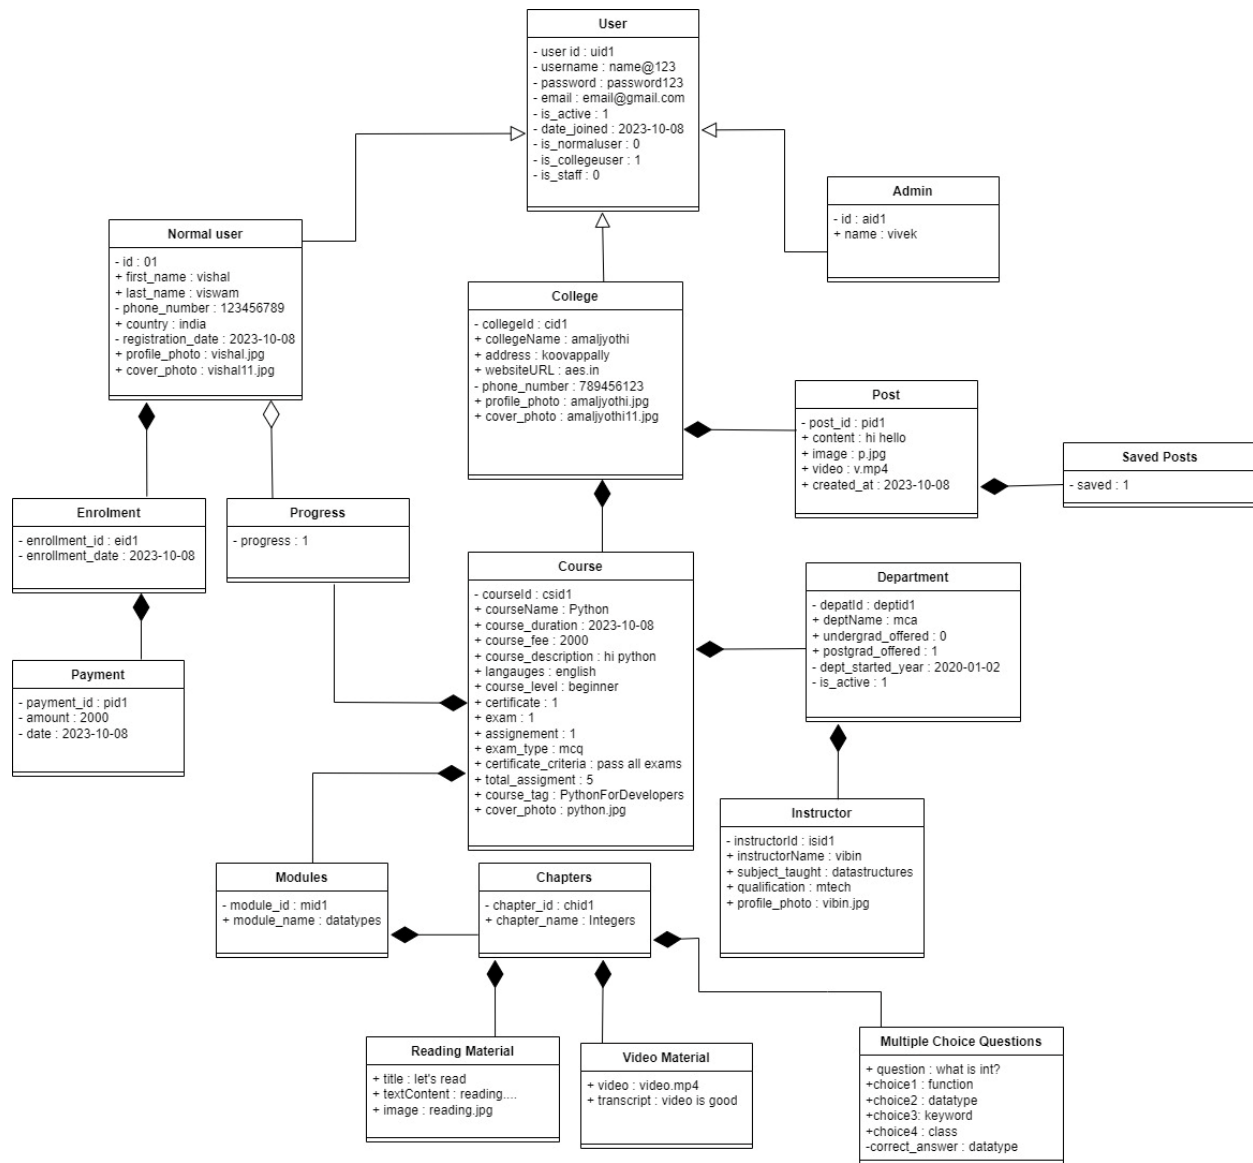 User
- user id : uid1
- username : name@123
- password : password123
- email : email@gmail.com
- is_active : 1
- date_joined : 2023-10-08
- is_normaluser : 0
- is_collegeuser : 1
- is_staff : 0
Admin
- id : aid1
+ name : vivek
Normal user
- id : 01
+ first_name : vishal
+ last_name : viswam
- phone_number : 123456789
+ country : india
- registration_date : 2023-10-08
+ profile_photo : vishal.jpg
+ cover_photo : vishal11.jpg
College
- collegeId : cid1
+ collegeName : amaljyothi
+ address : koovappally
+ websiteURL : aes.in
- phone_number : 789456123
+ profile_photo : amaljyothi.jpg
+ cover_photo : amaljyothi11.jpg
Post
- post_id : pid1
+ content : hi hello
+ image : p.jpg
+ video : v.mp4
+ created_at : 2023-10-08
Saved Posts
- saved : 1
Enrolment
- enrollment_id : eid1
- enrollment_date : 2023-10-08
Progress
- progress : 1
Course
- courseId : csid1
+ courseName : Python
+ course_duration : 2023-10-08
+ course_fee : 2000
+ course_description : hi python
+ langauges : english
+ course_level : beginner
+ certificate : 1
+ exam : 1
+ assignement : 1
+ exam_type : mcq
+ certificate_criteria : pass all exams
+ total_assigment : 5
+ course_tag : PythonForDevelopers
+ cover_photo : python.jpg
Department
- depatId : deptid1
+ deptName : mca
+ undergrad_offered : 0
+ postgrad_offered : 1
- dept_started_year : 2020-01-02
- is_active : 1
Payment
- payment_id : pid1
- amount : 2000
- date : 2023-10-08
Instructor
- instructorId : isid1
+ instructorName : vibin
+ subject_taught : datastructures
+ qualification : mtech
+ profile_photo : vibin.jpg
Modules
- module_id : mid1
+ module_name : datatypes
Chapters
- chapter_id : chid1
+ chapter_name : Integers
Reading Material
+ title : let's read
+ textContent : reading....
+ image : reading.jpg
Video Material
+ video : video.mp4
+ transcript : video is good
Multiple Choice Questions
+ question : what is int?
+choice1 : function
+choice2 : datatype
+choice3: keyword
+choice4 : class
-correct_answer : datatype